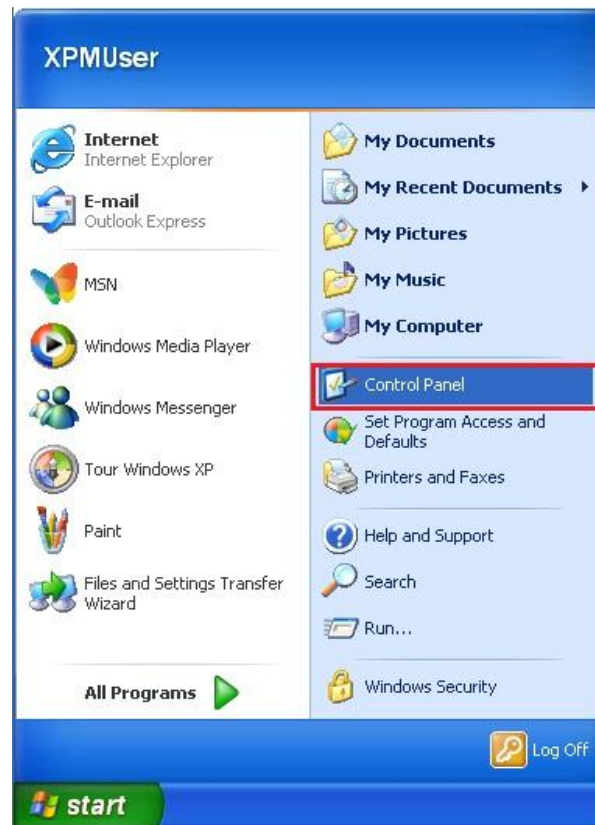 XPMUser
Internet
Internet Explorer
E-mail
Outlook Express
MSN
Windows Media Player
Windows Messenger
Tour Windows XP
Paint
Files and Settings Transfer
Wizard
All Programs
My Documents
My Recent Documents
My Pictures
My Music
My Computer
Control Panel
Set Program Access and
Defaults
Printers and Faxes
Help and Support
Search
Run...
Windows Security
Log Off
start